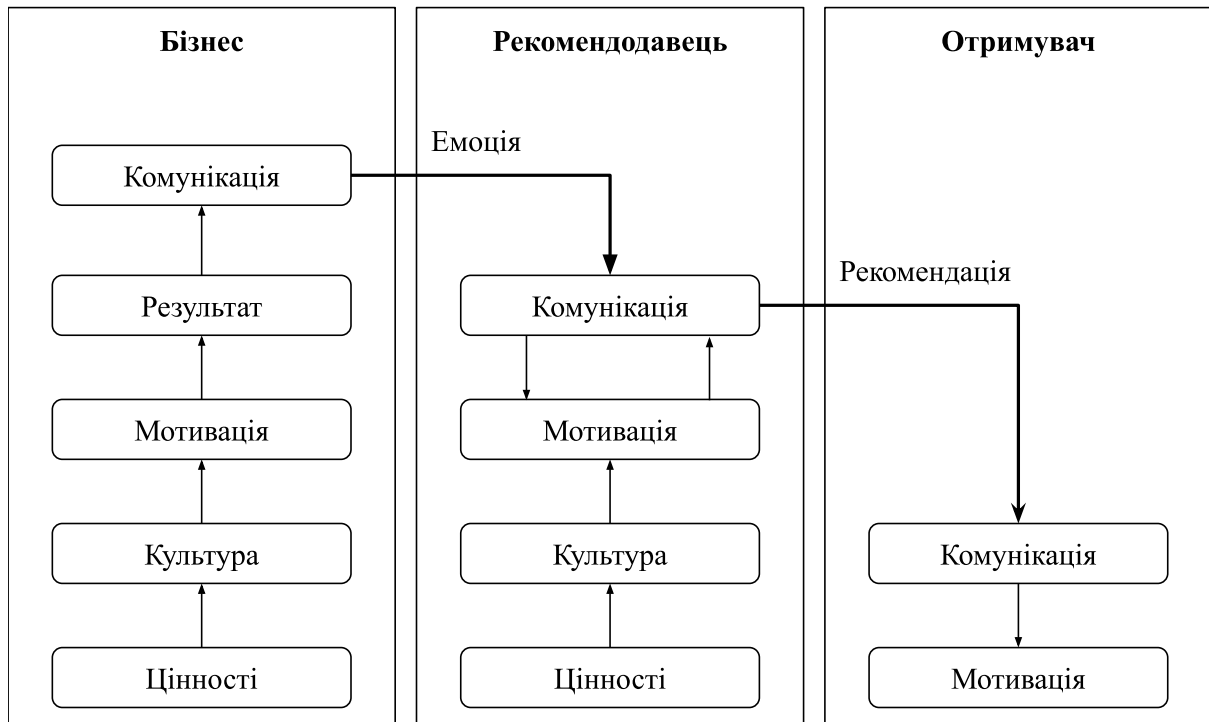 Бізнес
Комунікація
Результат
Мотивація
Культура
Цінності
Емоція
Рекомендодавець
Комунікація
Мотивація
Культура
Цінності
Рекомендація
Отримувач
Комунікація
Мотивація